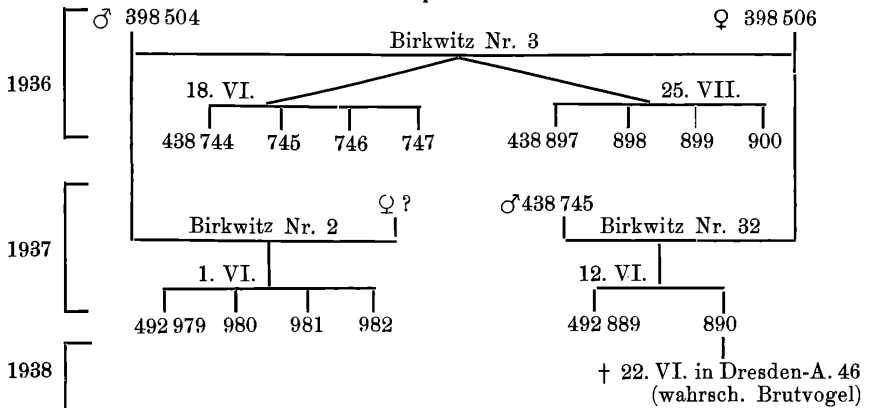 ♂ 398 504 ♀ 398 506
Birkwitz Nr. 3
1936
18. VI. 25. VII.
438 744 745 746 747 438 897 898 899 900
♀ ? ♂ 438 745
1937
Birkwitz Nr. 2 Birkwitz Nr. 32
1. VI. 12. VI.
492 979 980 981 982 492 889 890
1938
† 22. VI. in Dresden-A. 46
(wahrsch. Brutvogel)